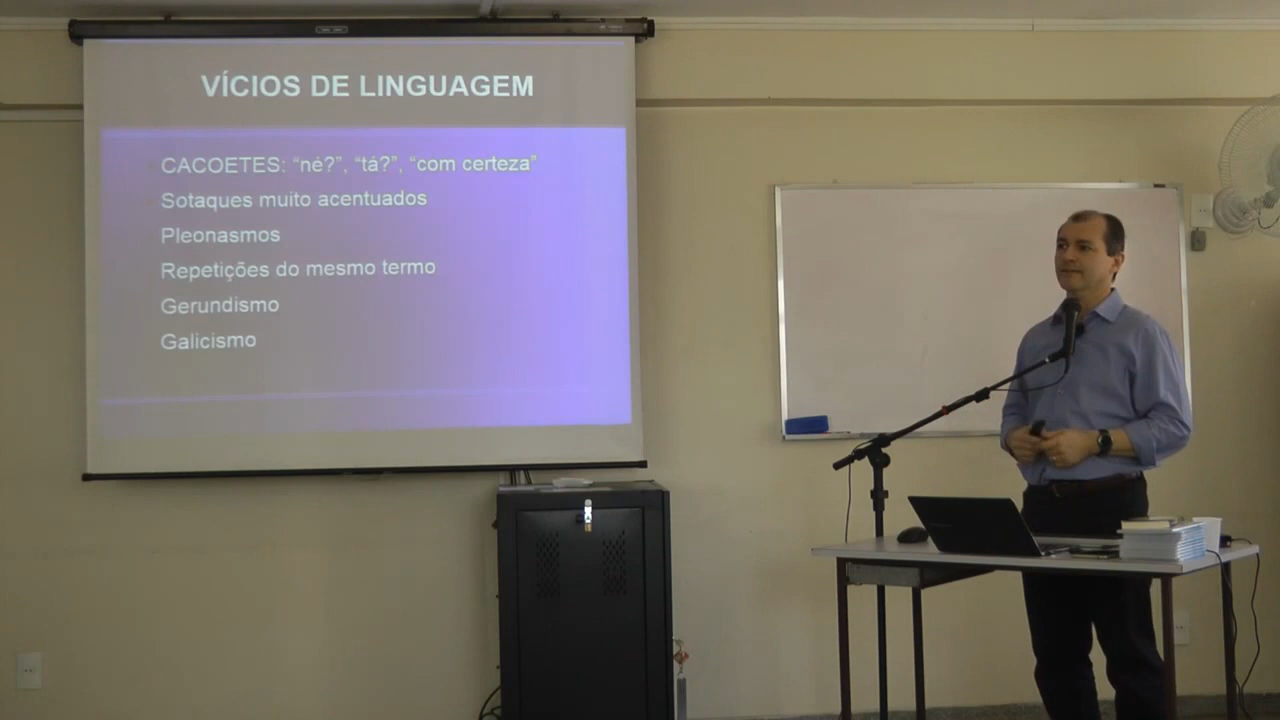 VÍCIOS DE LINGUAGEM
CACOETES: “né?”, “tá?”, “com certeza”
Sotaques muito acentuados
Pleonasmos
Repetições do mesmo termo
Gerundismo
Galicismo